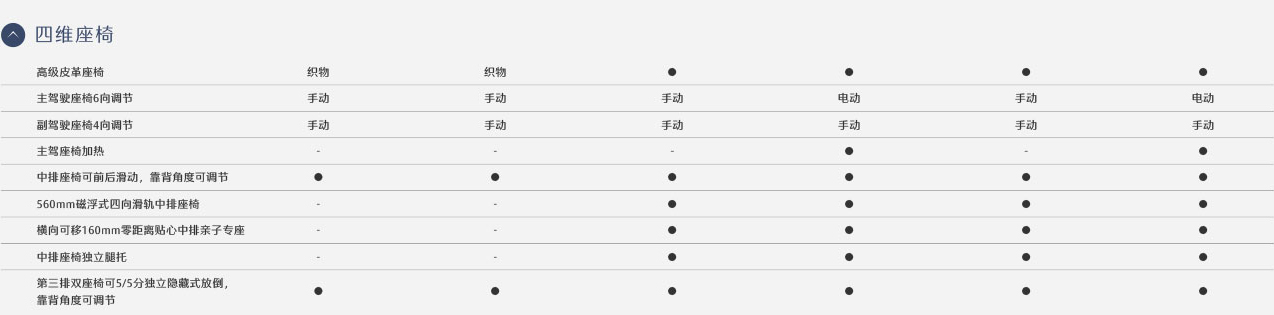 四维座椅
高级皮革座椅 织物 织物 ● ● ● ●
主驾驶座椅6向调节 手动 手动 手动 电动 手动 电动
副驾驶座椅4向调节 手动 手动 手动 手动 手动 手动
主驾座椅加热 - - - ● - ●
中排座椅可前后滑动，靠背角度可调节 ● ● ● ● ● ●
560mm磁浮式四向滑轨中排座椅 - - ● ● ● ●
横向可移160mm零距离贴心中排亲子专座 - - ● ● ● ●
中排座椅独立腿托 - - ● ● ● ●
第三排双座椅可5/5分独立隐藏式放倒，
靠背角度可调节 ● ● ● ● ● ●